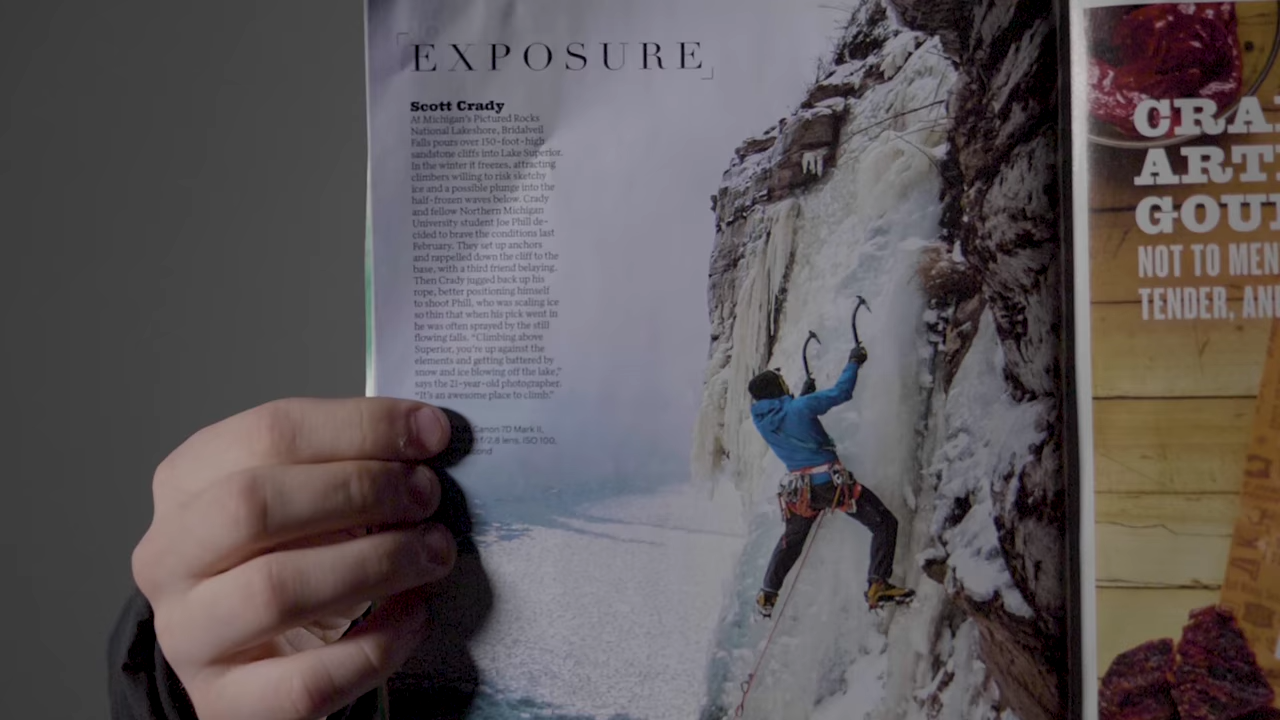 EXPOSURE
Scott Crady
At Michigan's Pictured Rocks
National Lakeshore, Bridalveil
Falls pours over 150-foot-high
sandstone cliffs into Lake Superior.
In the winter it freezes, attracting
climbers willing to risk sketchy
ice and a possible plunge into the
half-frozen waves below. Crady
and fellow Northern Michigan
University student Joe Phill de-
cided to brave the conditions last
February. They set up anchors
and rappelled down the cliff to the
base, with a third friend belaying.
Then Crady jugged back up his
rope, better positioning himself
to shoot Phill, who was scaling ice
so thin that when his pick went in
he was often sprayed by the still
flowing falls. "Climbing above
Superior, you're up against the
elements and getting battered by
snow and ice blowing off the lake,"
says the 21-year-old photographer.
"It's an awesome place to climb."
Canon 7D Mark II,
f/2.8 lens, ISO 100,
NOT TO MEN
TENDER,